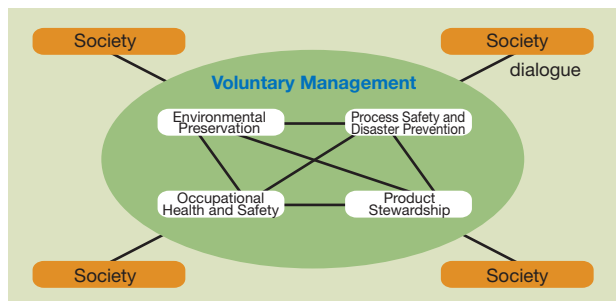 Society
Society
dialogue
Voluntary Management
Environmental
Preservation
Process Safety and
Disaster Prevention
Occupational
Health and Safety
Product
Stewardship
Society
Society